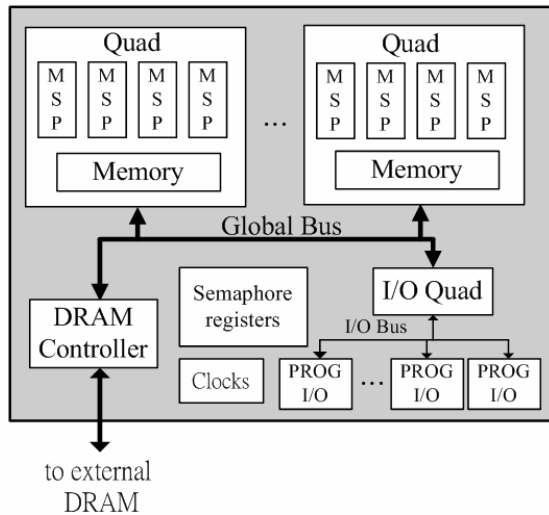 Quad
M S P
M S P
M S P
M S P
Memory
...
Quad
M S P
M S P
M S P
M S P
Memory
Global Bus
DRAM
Controller
Semaphore
registers
I/O Quad
I/O Bus
Clocks
PROG
I/O
...
PROG
I/O
PROG
I/O
to external
DRAM